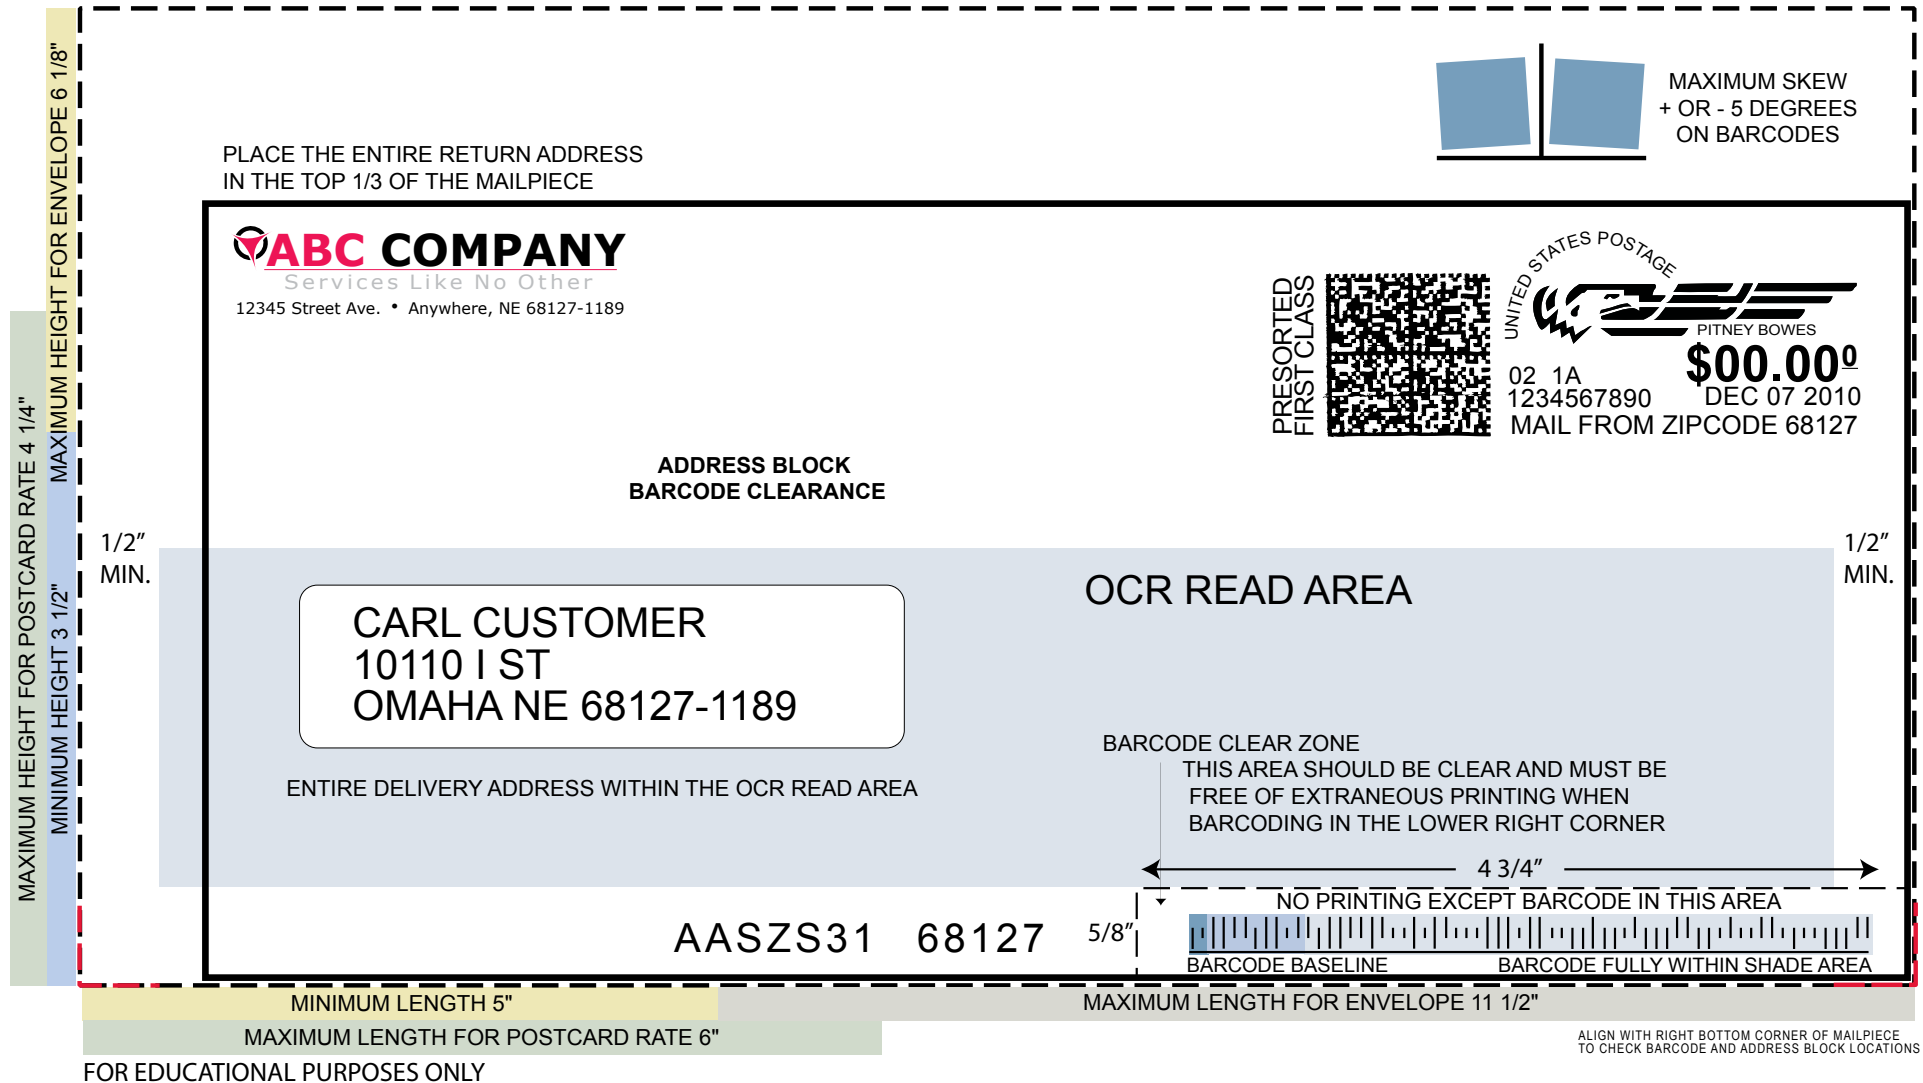 MAXIMUM SKEW
+ OR - 5 DEGREES
ON BARCODES
PLACE THE ENTIRE RETURN ADDRESS
IN THE TOP 1/3 OF THE MAILPIECE
ABC COMPANY
Services Like No Other
12345 Street Ave. • Anywhere, NE 68127-1189
PRESORTED
FIRST CLASS
UNITED STATES POSTAGE
PITNEY BOWES
$00.000
02 1A
1234567890
DEC 07 2010
MAIL FROM ZIPCODE 68127
ADDRESS BLOCK
BARCODE CLEARANCE
MAXIMUM HEIGHT FOR ENVELOPE 6 1/8"
MAXIMUM HEIGHT FOR POSTCARD RATE 4 1/4"
MINIMUM HEIGHT 3 1/2"
1/2”
MIN.
1/2”
MIN.
OCR READ AREA
CARL CUSTOMER
10110 I ST
OMAHA NE 68127-1189
ENTIRE DELIVERY ADDRESS WITHIN THE OCR READ AREA
BARCODE CLEAR ZONE
THIS AREA SHOULD BE CLEAR AND MUST BE
FREE OF EXTRANEOUS PRINTING WHEN
BARCODING IN THE LOWER RIGHT CORNER
4 3/4”
NO PRINTING EXCEPT BARCODE IN THIS AREA
AASZS31 68127
5/8”
BARCODE BASELINE
BARCODE FULLY WITHIN SHADE AREA
MINIMUM LENGTH 5"
MAXIMUM LENGTH FOR ENVELOPE 11 1/2"
MAXIMUM LENGTH FOR POSTCARD RATE 6"
ALIGN WITH RIGHT BOTTOM CORNER OF MAILPIECE
TO CHECK BARCODE AND ADDRESS BLOCK LOCATIONS
FOR EDUCATIONAL PURPOSES ONLY